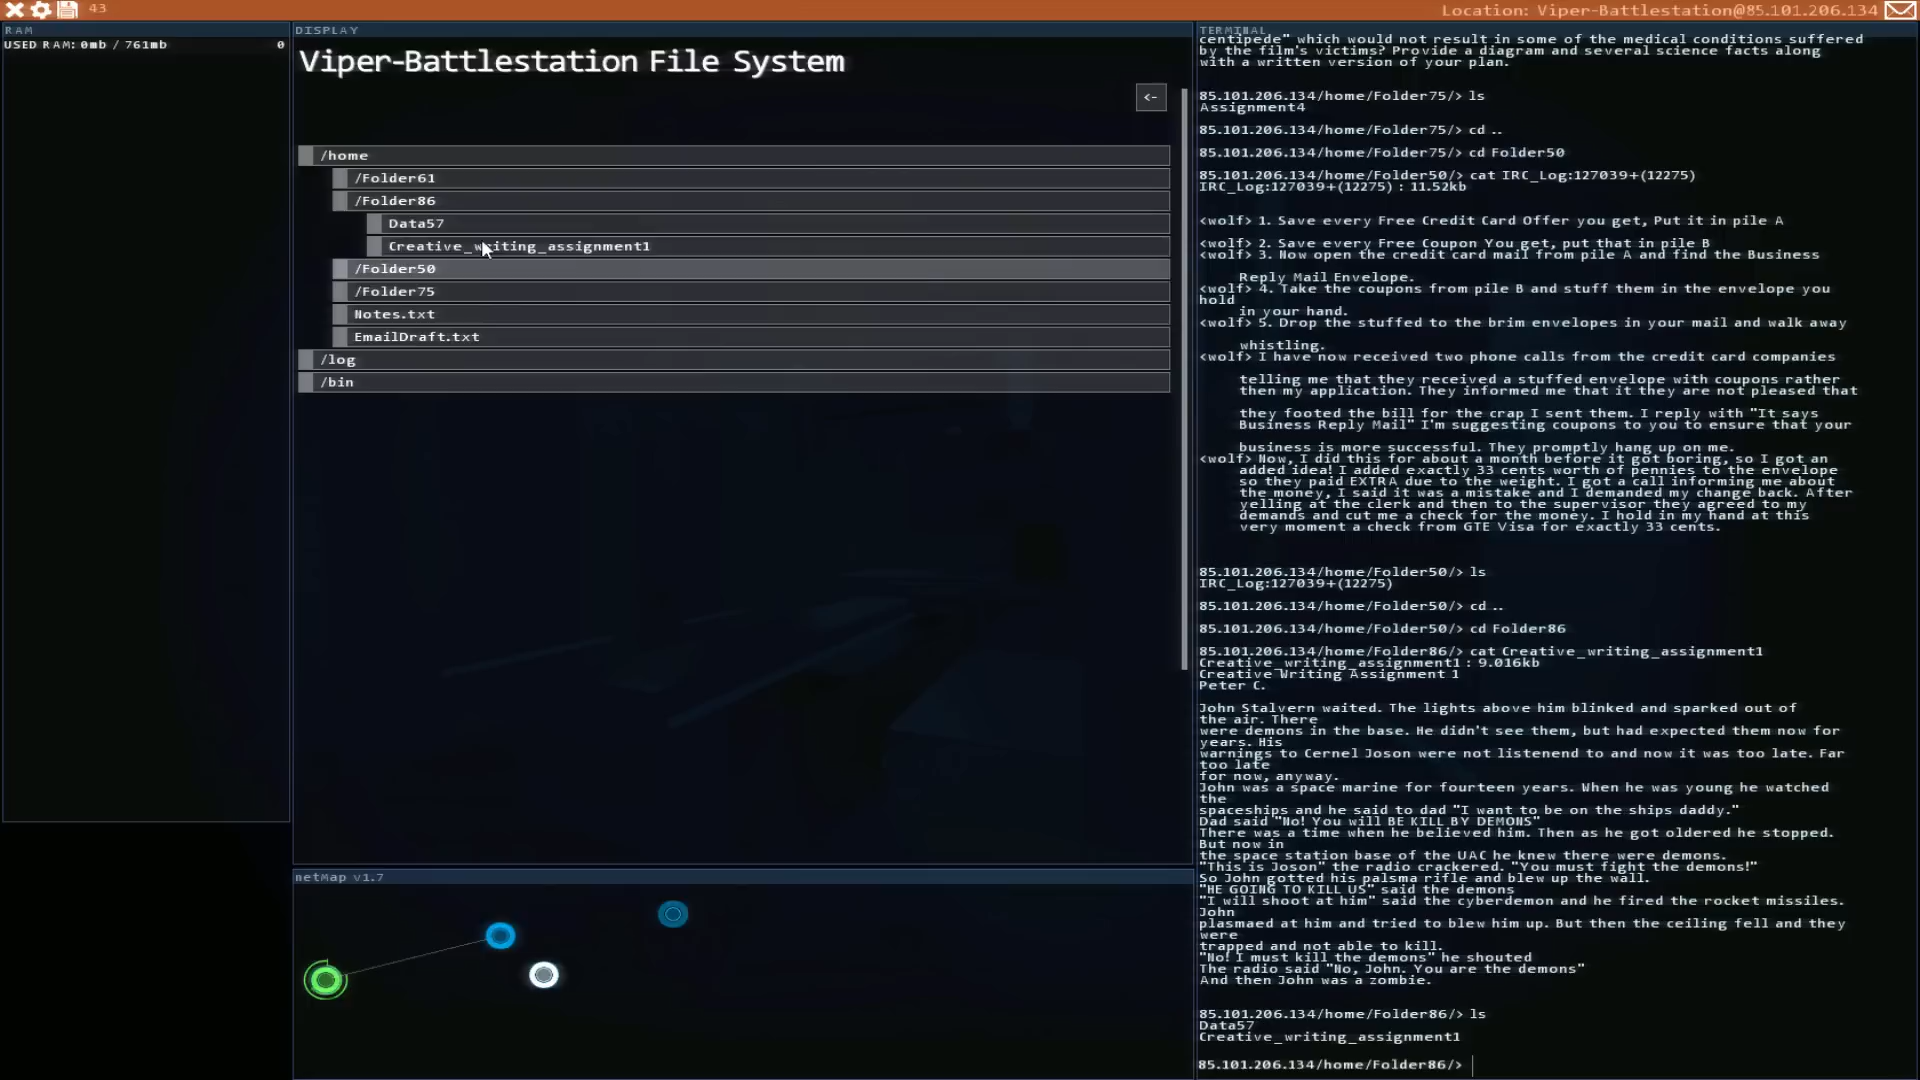 43
Location: Viper-Battlestation@85.101.206.134
RAM
USED RAM: 0mb / 761mb
0
DISPLAY
Viper-Battlestation File System
<-
/home
/Folder61
/Folder86
Data57
Creative_writing_assignment1
/Folder50
/Folder75
Notes.txt
EmailDraft.txt
/log
/bin
netMap v1.7
TERMINAL
centipede" which would not result in some of the medical conditions suffered
by the film's victims? Provide a diagram and several science facts along
with a written version of your plan.
85.101.206.134/home/Folder75/> ls
Assignment4
85.101.206.134/home/Folder75/> cd ..
85.101.206.134/home/Folder75/> cd Folder50
85.101.206.134/home/Folder50/> cat IRC_Log:127039+(12275)
IRC_Log:127039+(12275) : 11.52kb
<wolf> 1. Save every Free Credit Card Offer you get, Put it in pile A
<wolf> 2. Save every Free Coupon You get, put that in pile B
<wolf> 3. Now open the credit card mail from pile A and find the Business
Reply Mail Envelope.
<wolf> 4. Take the coupons from pile B and stuff them in the envelope you
hold
in your hand.
<wolf> 5. Drop the stuffed to the brim envelopes in your mail and walk away
whistling.
<wolf> I have now received two phone calls from the credit card companies
telling me that they received a stuffed envelope with coupons rather
then my application. They informed me that it they are not pleased that
they footed the bill for the crap I sent them. I reply with "It says
Business Reply Mail" I'm suggesting coupons to you to ensure that your
business is more successful. They promptly hang up on me.
<wolf> Now, I did this for about a month before it got boring, so I got an
added idea! I added exactly 33 cents worth of pennies to the envelope
so they paid EXTRA due to the weight. I got a call informing me about
the money, I said it was a mistake and I demanded my change back. After
yelling at the clerk and then to the supervisor they agreed to my
demands and cut me a check for the money. I hold in my hand at this
very moment a check from GTE Visa for exactly 33 cents.
85.101.206.134/home/Folder50/> ls
IRC_Log:127039+(12275)
85.101.206.134/home/Folder50/> cd ..
85.101.206.134/home/Folder50/> cd Folder86
85.101.206.134/home/Folder86/> cat Creative_writing_assignment1
Creative_writing_assignment1 : 9.016kb
Creative Writing Assignment 1
Peter C.
John Stalvern waited. The lights above him blinked and sparked out of
the air. There
were demons in the base. He didn't see them, but had expected them now for
years. His
warnings to Cernel Joson were not listenend to and now it was too late. Far
too late
for now, anyway.
John was a space marine for fourteen years. When he was young he watched
the
spaceships and he said to dad "I want to be on the ships daddy."
Dad said "No! You will BE KILL BY DEMONS"
There was a time when he believed him. Then as he got oldered he stopped.
But now in
the space station base of the UAC he knew there were demons.
"This is Joson" the radio crackered. "You must fight the demons!"
So John gotted his palsma rifle and blew up the wall.
"HE GOING TO KILL US" said the demons
"I will shoot at him" said the cyberdemon and he fired the rocket missiles.
John
plasmaed at him and tried to blew him up. But then the ceiling fell and they
were
trapped and not able to kill.
"No! I must kill the demons" he shouted
The radio said "No, John. You are the demons"
And then John was a zombie.
85.101.206.134/home/Folder86/> ls
Data57
Creative_writing_assignment1
85.101.206.134/home/Folder86/>